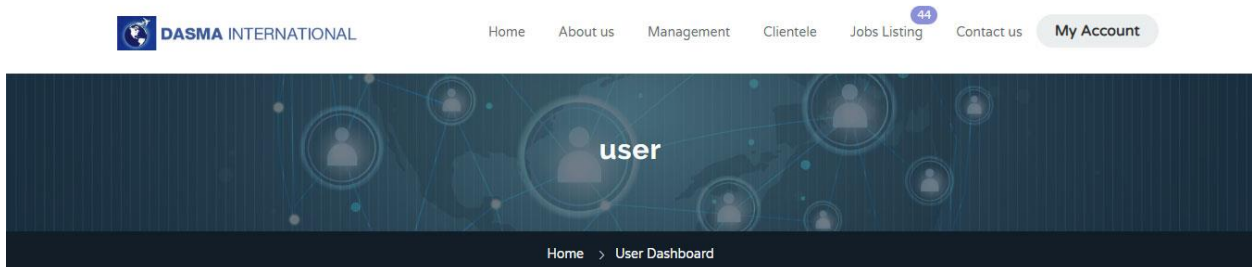 44
DASMA INTERNATIONAL Home About us Management Clientele Jobs Listing Contact us My Account
user
Home > User Dashboard